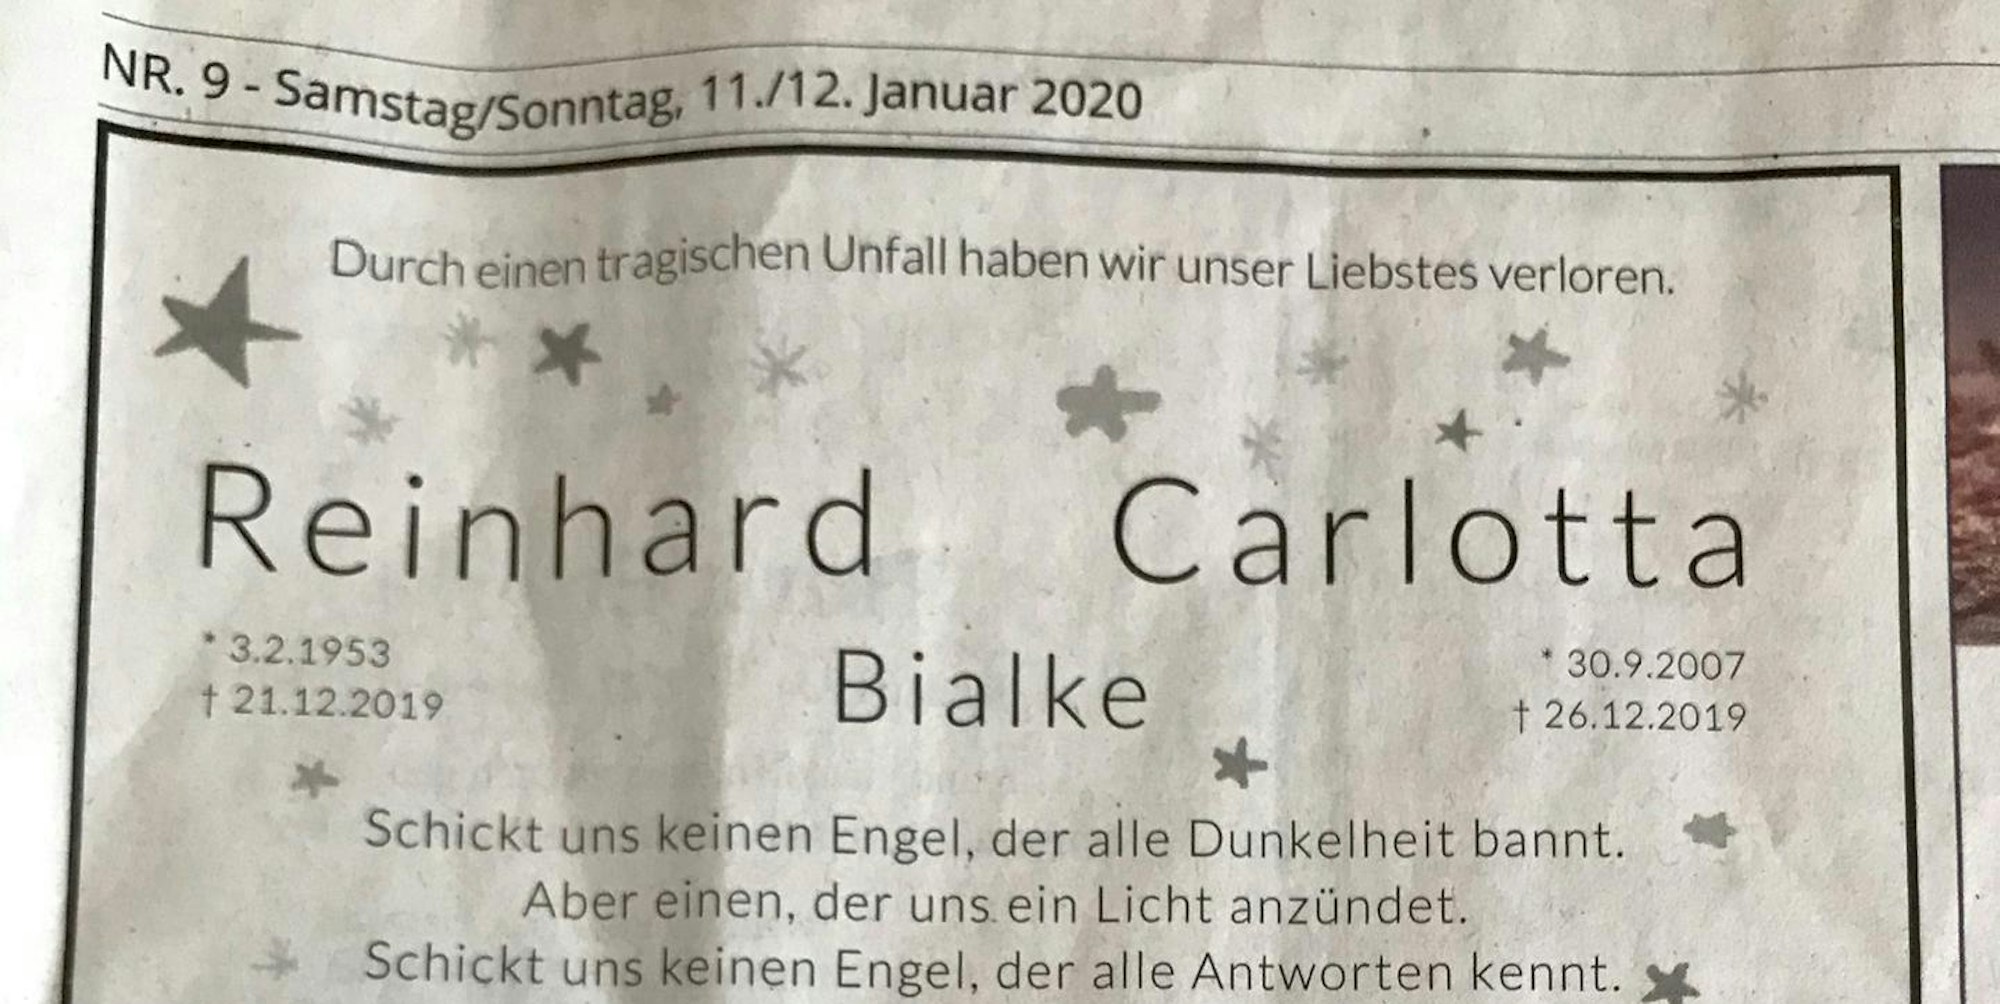 NR. 9 - Samstag/Sonntag, 11./12. Januar 2020
Durch einen tragischen Unfall haben wir unser Liebstes verloren.
Reinhard Carlotta
* 3.2.1953
† 21.12.2019
Bialke
* 30.9.2007
† 26.12.2019
Schickt uns keinen Engel, der alle Dunkelheit bannt.
Aber einen, der uns ein Licht anzündet.
Schickt uns keinen Engel, der alle Antworten kennt.